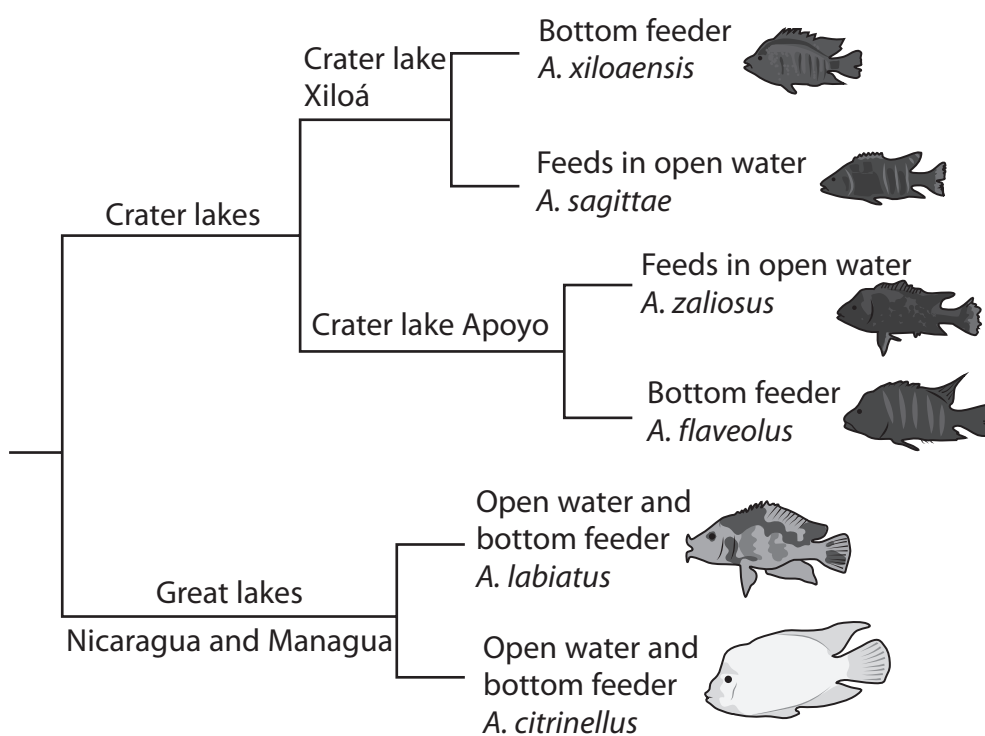 Bottom feeder
A. xiloaensis
Crater lake
Xiloá
Feeds in open water
A. sagittae
Crater lakes
Feeds in open water
A. zaliosus
Crater lake Apoyo
Bottom feeder
A. flaveolus
Open water and
bottom feeder
A. labiatus
Great lakes
Nicaragua and Managua
Open water and
bottom feeder
A. citrinellus